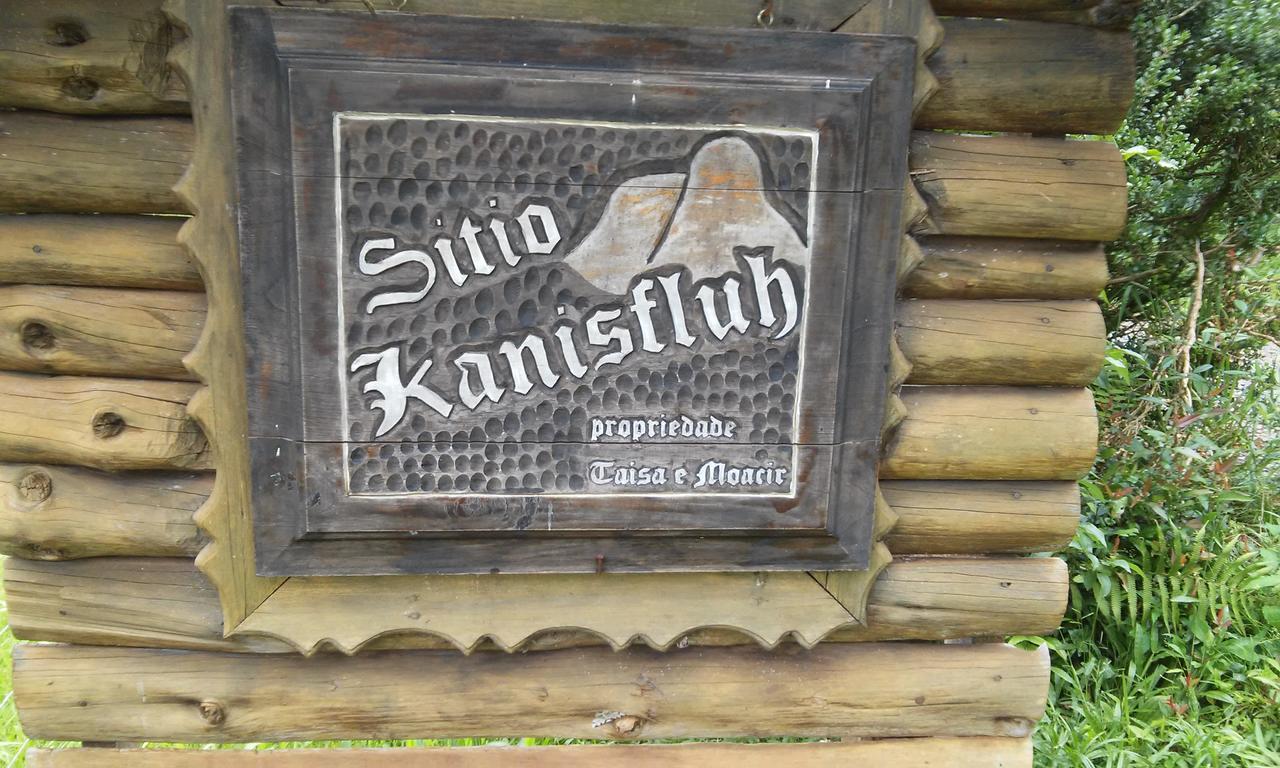 Sitio
Kanisfluh
propriedade
Taisa e Moacir